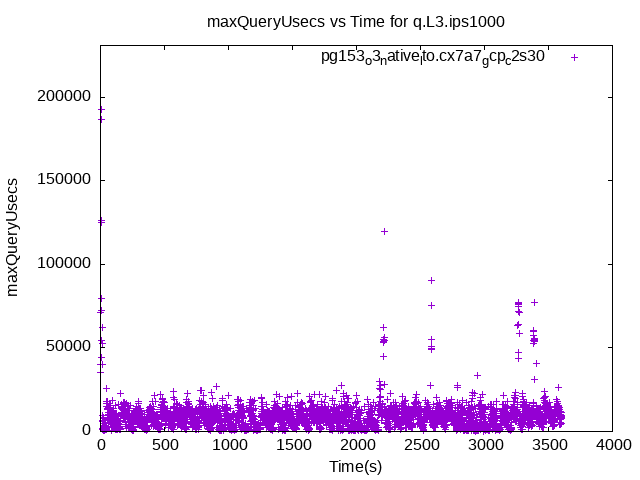 maxQueryUsecs vs Time for q.L3.ips1000
pg153o3nativelto.cx7a7gcpc2s30
200000
150000
100000
50000
0
maxQueryUsecs
0 500 1000 1500 2000 2500 3000 3500 4000
Time(s)